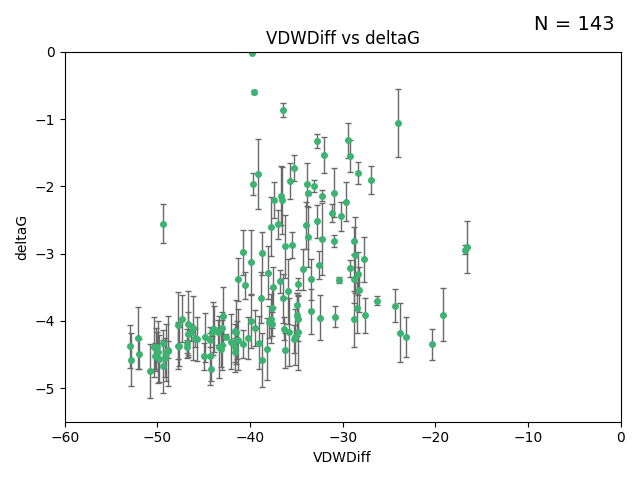 N = 143
VDWDiff vs deltaG
deltaG
0
−1
−2
−3
−4
−5
−60 −50 −40 −30 −20 −10 0
VDWDiff